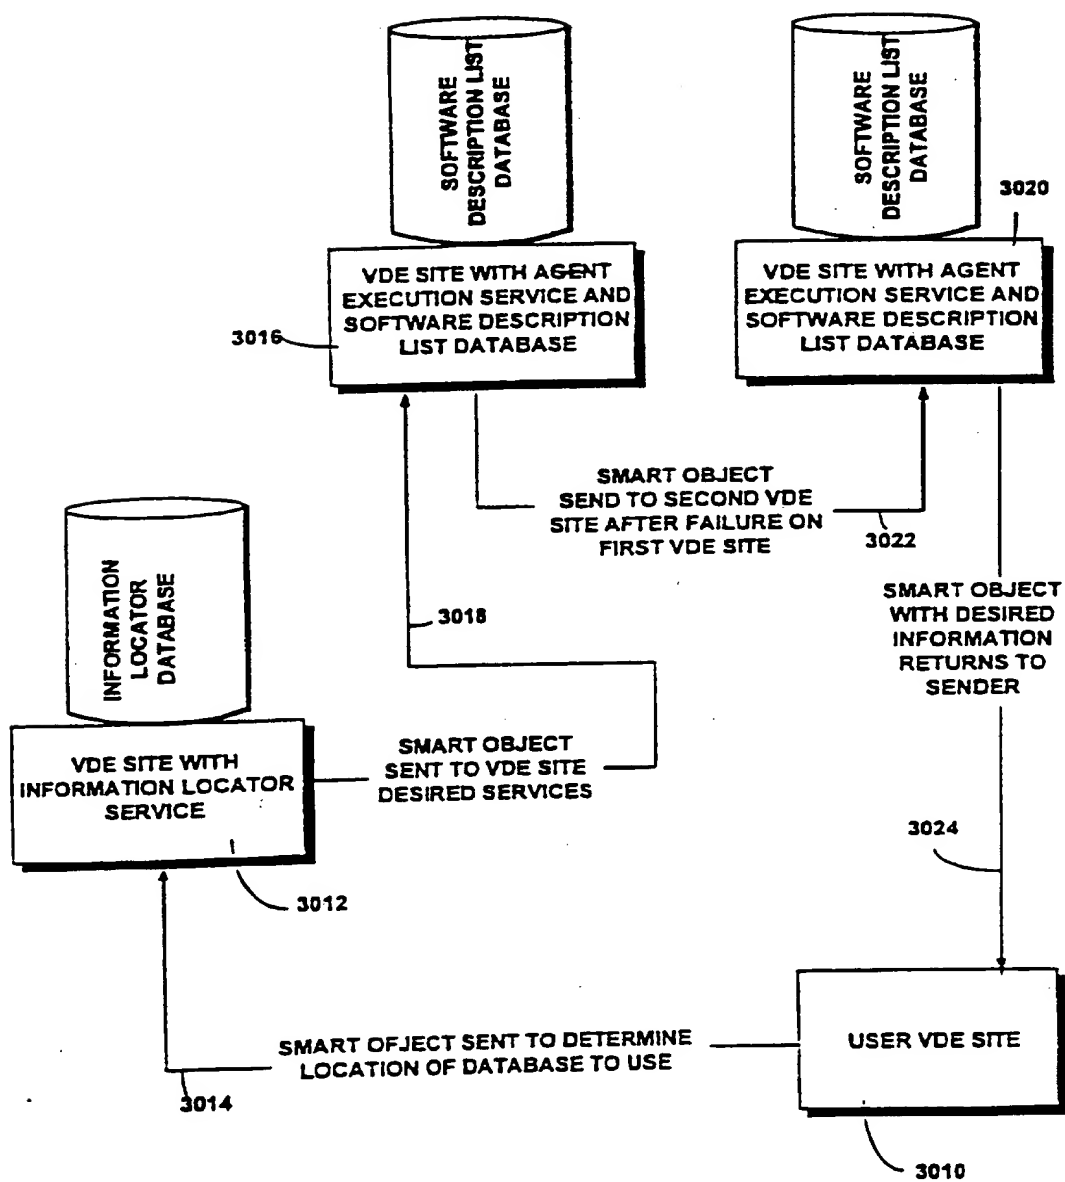 SOFTWARE
DESCRIPTION LIST
DATABASE
SOFTWARE
DESCRIPTION LIST
DATABASE
3020
VDE SITE WITH AGENT
EXECUTION SERVICE AND
SOFTWARE DESCRIPTION
LIST DATABASE
3016
VDE SITE WITH AGENT
EXECUTION SERVICE AND
SOFTWARE DESCRIPTION
LIST DATABASE
SMART OBJECT
SEND TO SECOND VDE
SITE AFTER FAILURE ON
FIRST VDE SITE
3022
INFORMATION
LOCATOR
DATABASE
3018
SMART OBJECT
WITH DESIRED
INFORMATION
RETURNS TO
SENDER
VDE SITE WITH
INFORMATION LOCATOR
SERVICE
SMART OBJECT
SENT TO VDE SITE
DESIRED SERVICES
3024
3012
SMART OFJECT SENT TO DETERMINE
LOCATION OF DATABASE TO USE
USER VDE SITE
3014
3010